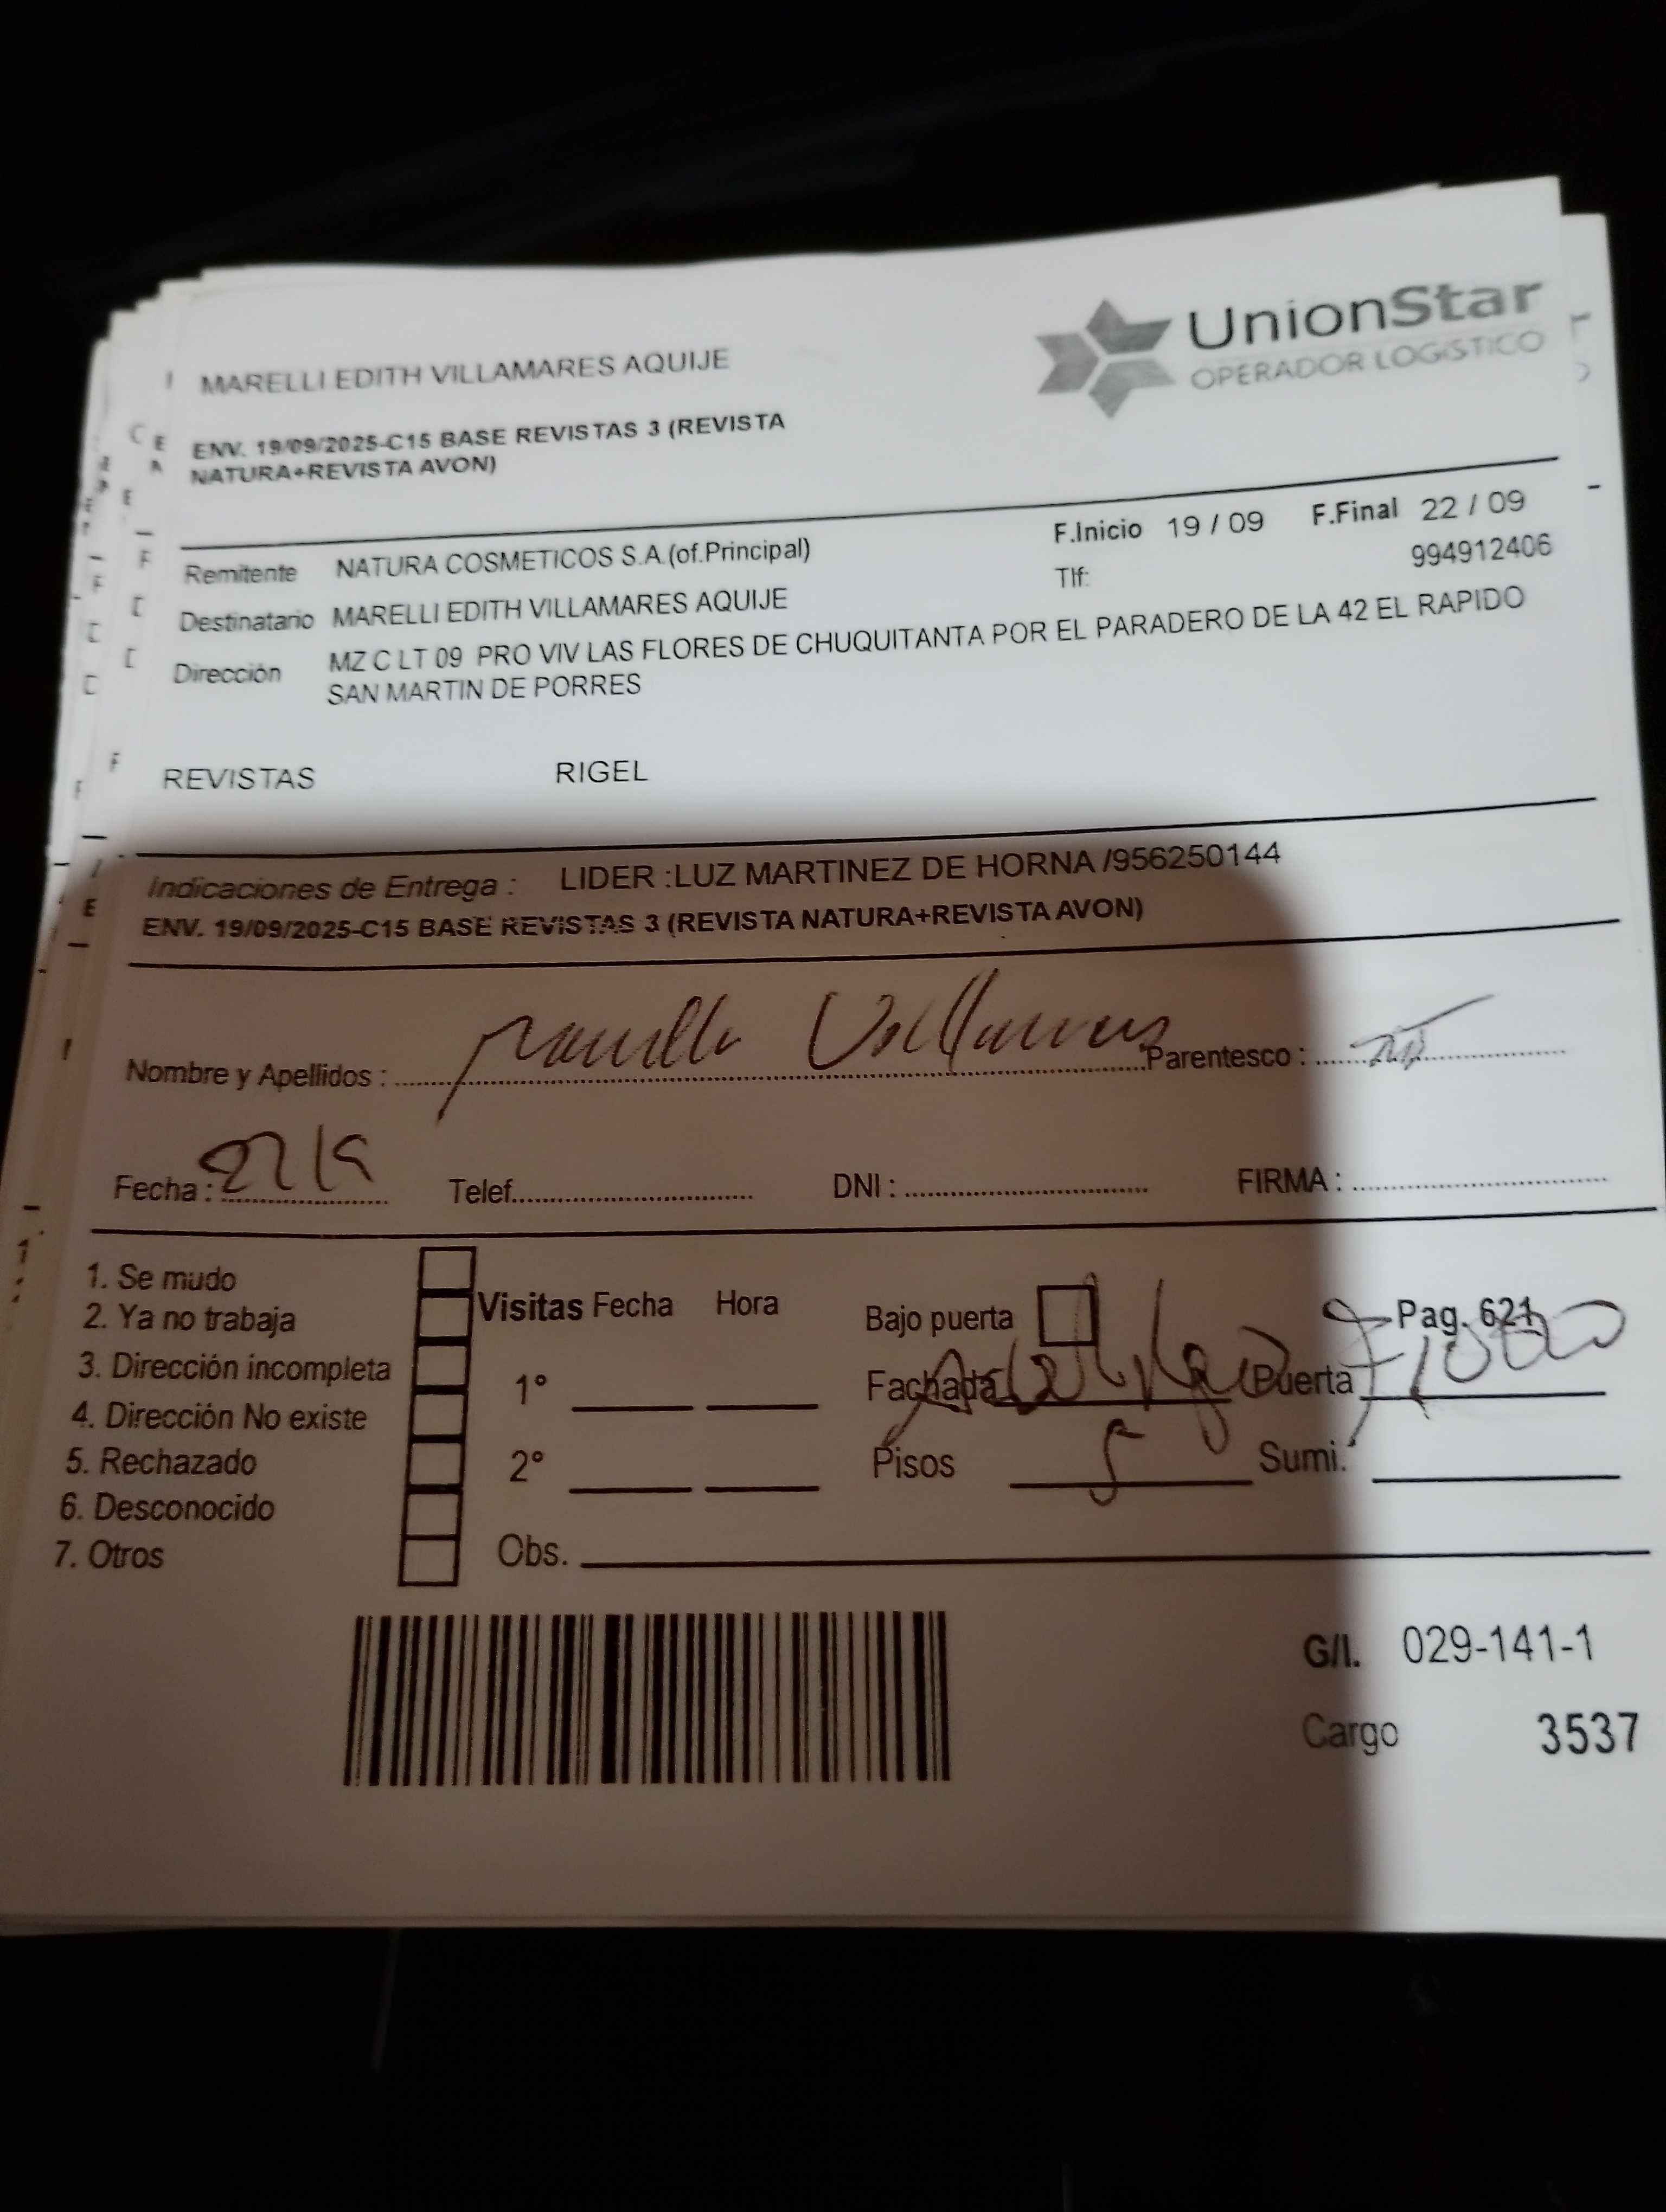 UnionStar
OPERADOR LOGISTICO
MARELLI EDITH VILLAMARES AQUIJE
ENV. 19/09/2025-C15 BASE REVISTAS 3 (REVISTA
NATURA+REVISTA AVON)
Remitente NATURA COSMETICOS S.A.(of.Principal) F.Inicio 19 / 09 F.Final 22 / 09
Tlf: 994912406
Destinatario MARELLI EDITH VILLAMARES AQUIJE
Dirección MZ C LT 09 PRO VIV LAS FLORES DE CHUQUITANTA POR EL PARADERO DE LA 42 EL RAPIDO
SAN MARTIN DE PORRES
REVISTAS RIGEL
Indicaciones de Entrega : LIDER :LUZ MARTINEZ DE HORNA /956250144
ENV. 19/09/2025-C15 BASE REVISTAS 3 (REVISTA NATURA+REVISTA AVON)
Nombre y Apellidos : Parentesco :
Fecha : Telef. DNI : FIRMA :
1. Se mudo
2. Ya no trabaja
3. Dirección incompleta
4. Dirección No existe
5. Rechazado
6. Desconocido
7. Otros
Visitas Fecha Hora
1°
2°
Obs.
Bajo puerta Pag. 621
Fachada Puerta
Pisos Sumi.
G/I. 029-141-1
Cargo 3537